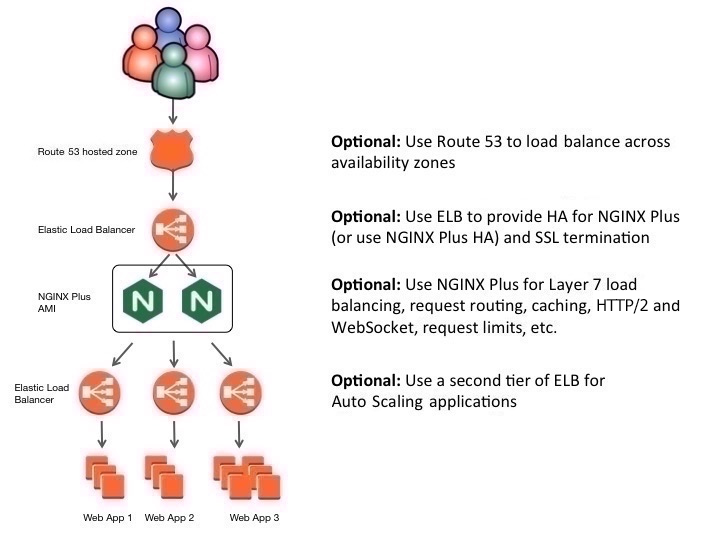 Route 53 hosted zone
Optional: Use Route 53 to load balance across
availability zones
Elastic Load Balancer
Optional: Use ELB to provide HA for NGINX Plus
(or use NGINX Plus HA) and SSL termination
NGINX Plus
AMI
N
N
Optional: Use NGINX Plus for Layer 7 load
balancing, request routing, caching, HTTP/2 and
WebSocket, request limits, etc.
Elastic Load
Balancer
Optional: Use a second tier of ELB for
Auto Scaling applications
Web App 1
Web App 2
Web App 3